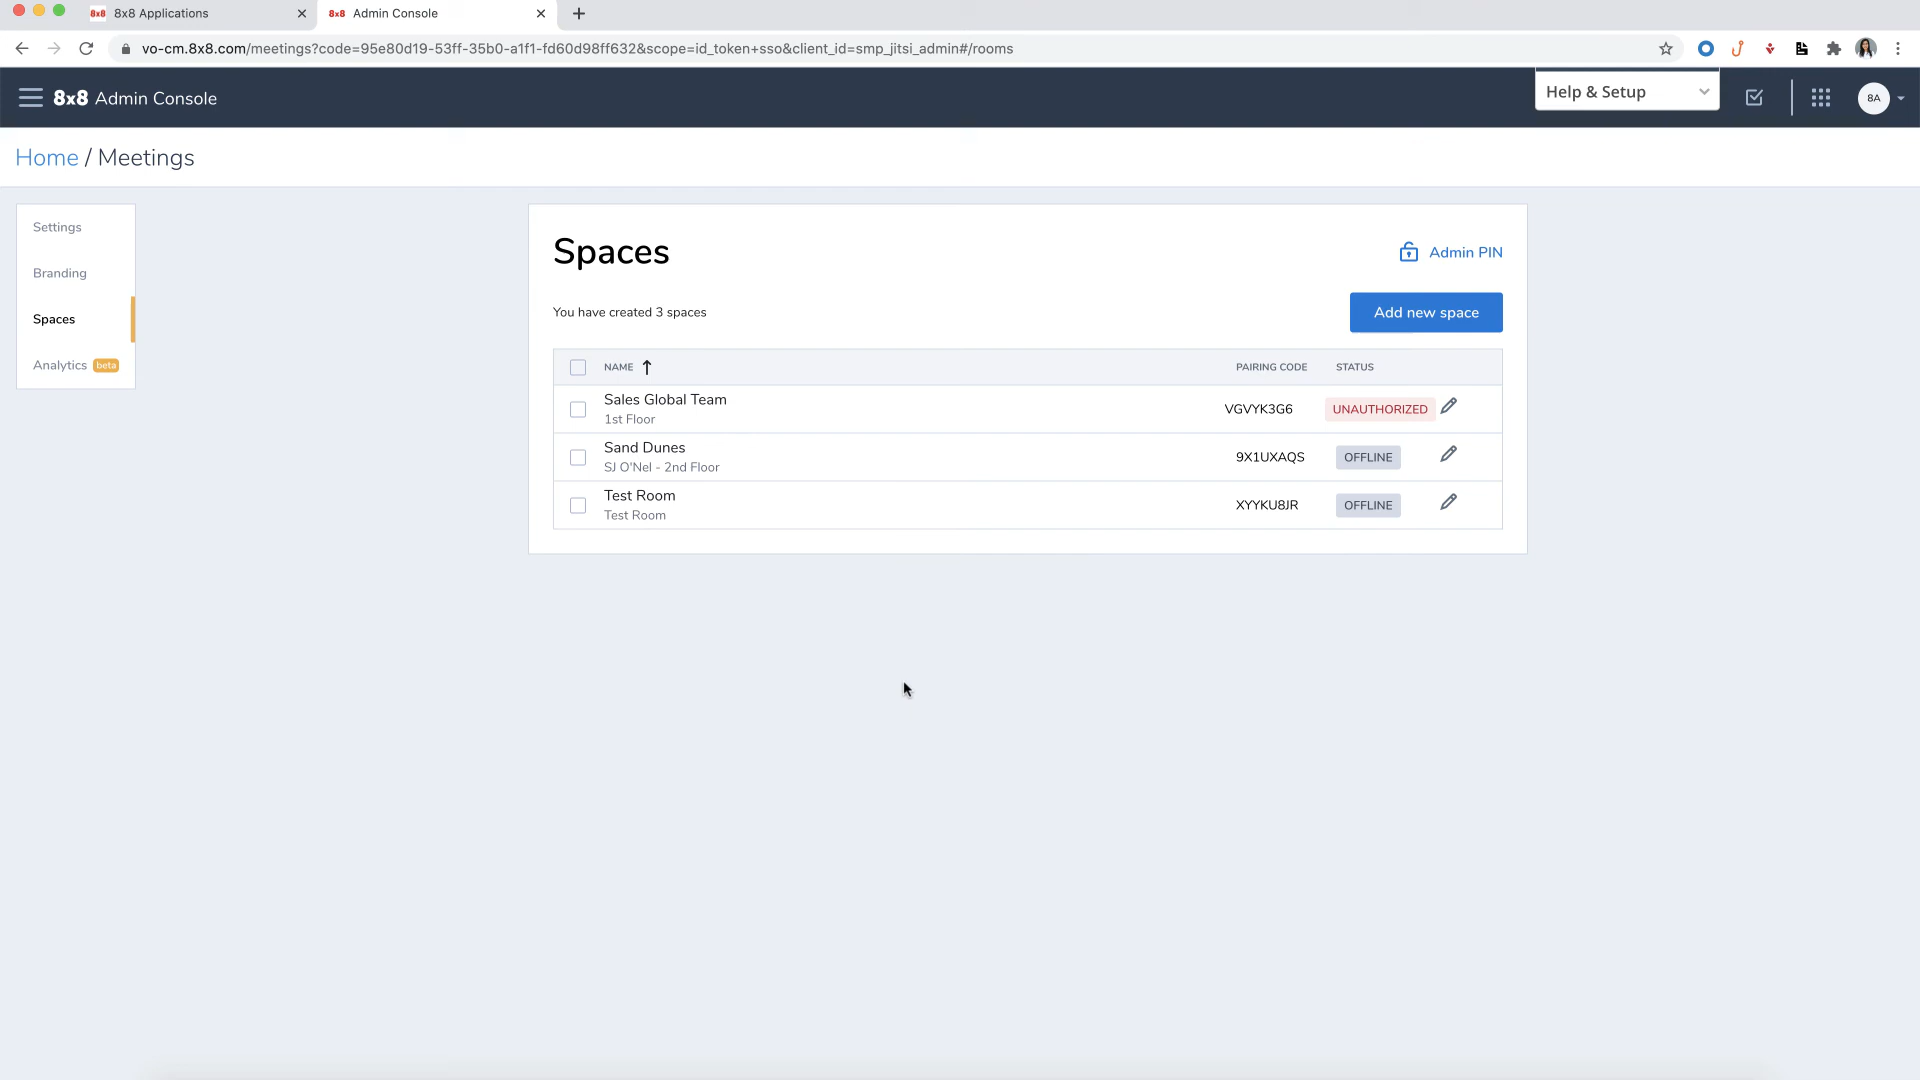 8x8 8x8 Applications
8x8 Admin Console
vo-cm.8x8.com/meetings?code=95e80d19-53ff-35b0-a1f1-fd60d98ff632&scope=id_token+sso&client_id=smp_jitsi_admin#/rooms
8x8 Admin Console
Help & Setup
8A
Home / Meetings
Settings
Branding
Spaces
Analytics beta
Spaces
Admin PIN
You have created 3 spaces
Add new space
NAME PAIRING CODE STATUS
Sales Global Team
1st Floor
VGVYK3G6 UNAUTHORIZED
Sand Dunes
SJ O'Nel - 2nd Floor
9X1UXAQS OFFLINE
Test Room
Test Room
XYYKU8JR OFFLINE